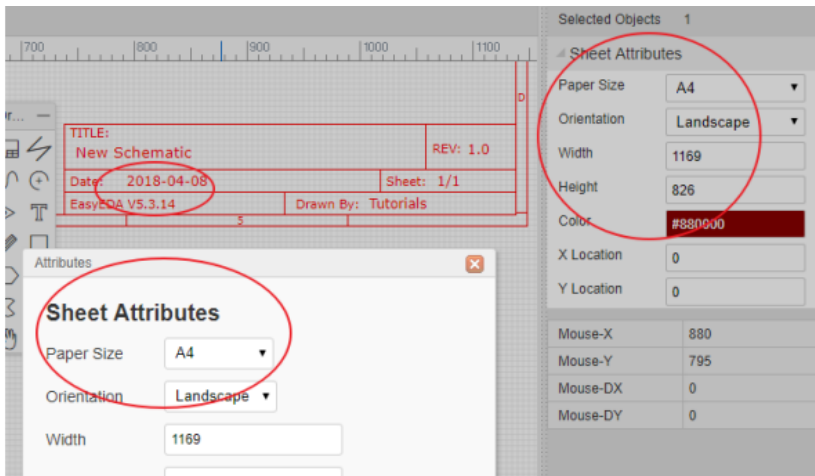 700 800 900 1000 1100
D
TITLE:
New Schematic
REV: 1.0
Date: 2018-04-08
Sheet: 1/1
EasyEDA V5.3.14
Drawn By: Tutorials
5
Attributes
Sheet Attributes
Paper Size A4
Orientation Landscape
Width 1169
Selected Objects 1
Sheet Attributes
Paper Size A4
Orientation Landscape
Width 1169
Height 826
Color #880000
X Location 0
Y Location 0
Mouse-X 880
Mouse-Y 795
Mouse-DX 0
Mouse-DY 0